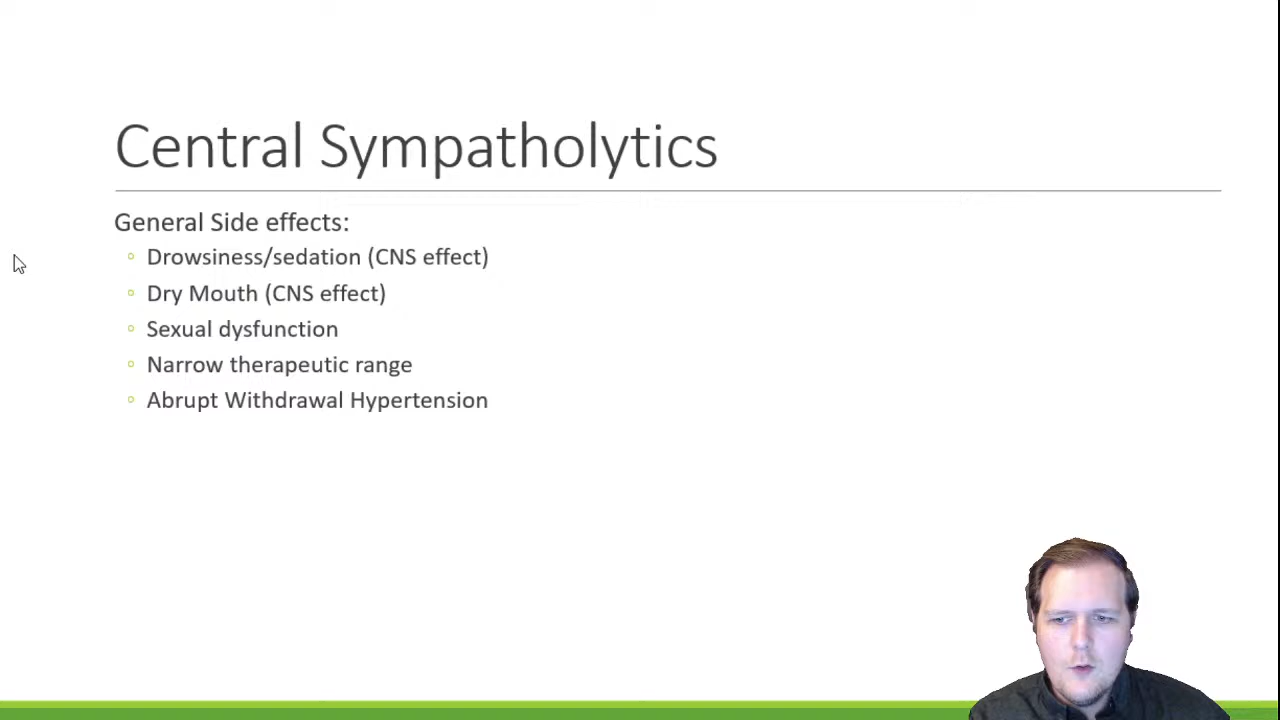 Central Sympatholytics
General Side effects:
Drowsiness/sedation (CNS effect)
Dry Mouth (CNS effect)
Sexual dysfunction
Narrow therapeutic range
Abrupt Withdrawal Hypertension